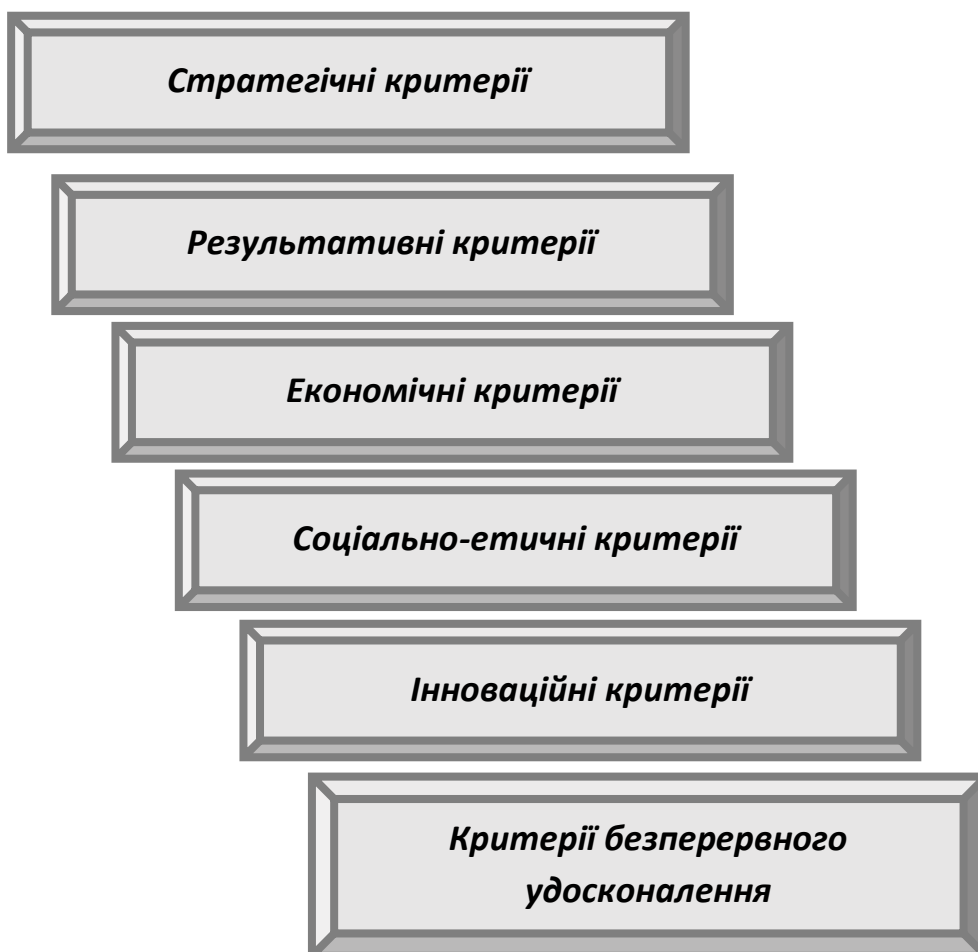 Стратегічні критерії
Результативні критерії
Економічні критерії
Соціально-етичні критерії
Інноваційні критерії
Критерії безперервного
удосконалення